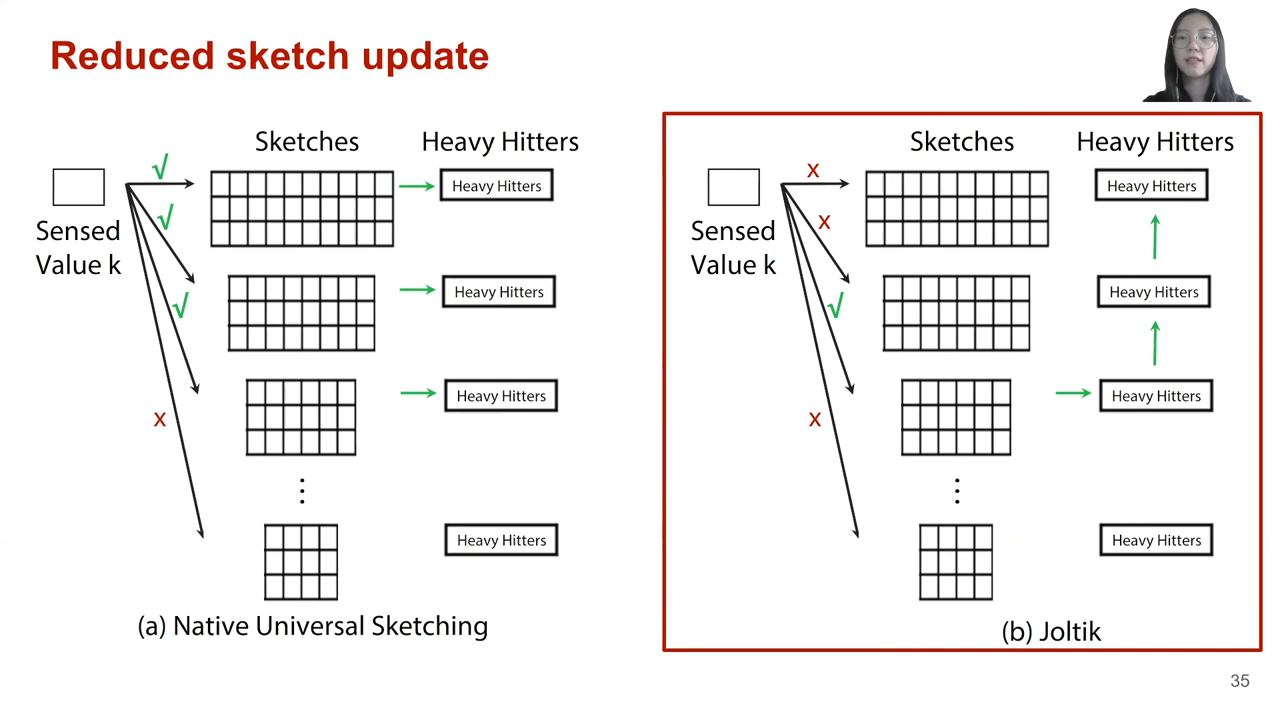 Reduced sketch update
Sketches
Heavy Hitters
√
√
√
x
Sensed
Value k
Heavy Hitters
Heavy Hitters
Heavy Hitters
⋮
Heavy Hitters
(a) Native Universal Sketching
Sketches
Heavy Hitters
x
x
√
x
Sensed
Value k
Heavy Hitters
Heavy Hitters
Heavy Hitters
⋮
Heavy Hitters
(b) Joltik
35